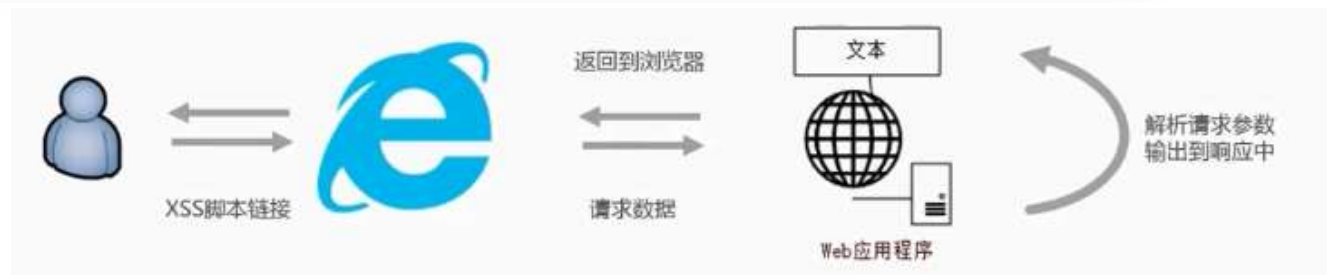 文本
返回到浏览器
解析请求参数
输出到响应中
XSS脚本链接
请求数据
Web应用程序